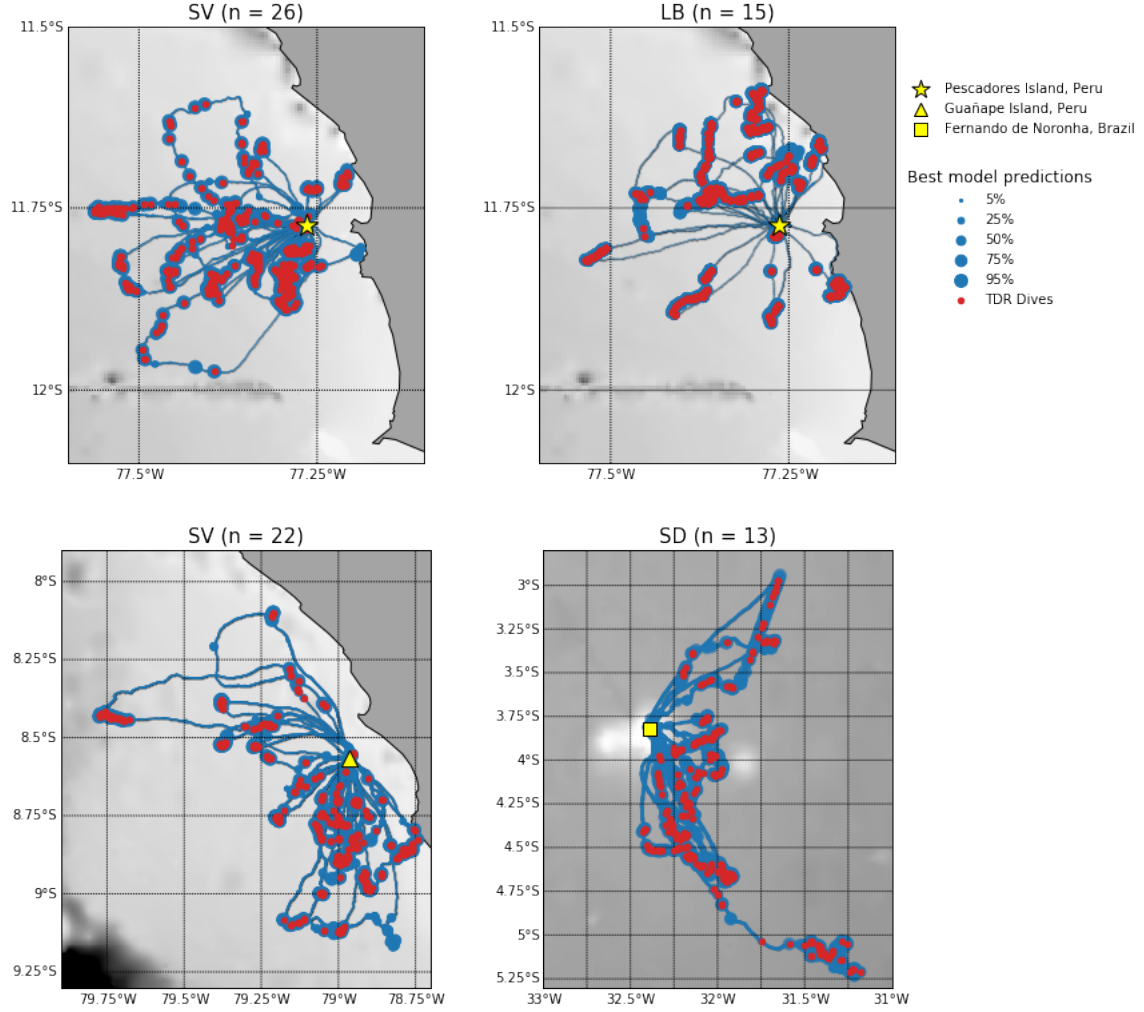 SV (n = 26)
LB (n = 15)
11.5°S
11.75°S
12°S
77.5°W
77.25°W
11.5°S
11.75°S
12°S
77.5°W
77.25°W
Pescadores Island, Peru
Guañape Island, Peru
Fernando de Noronha, Brazil
Best model predictions
5%
25%
50%
75%
95%
TDR Dives
SV (n = 22)
SD (n = 13)
8°S
8.25°S
8.5°S
8.75°S
9°S
9.25°S
79.75°W
79.5°W
79.25°W
79°W
78.75°W
3°S
3.25°S
3.5°S
3.75°S
4°S
4.25°S
4.5°S
4.75°S
5°S
5.25°S
33°W
32.5°W
32°W
31.5°W
31°W